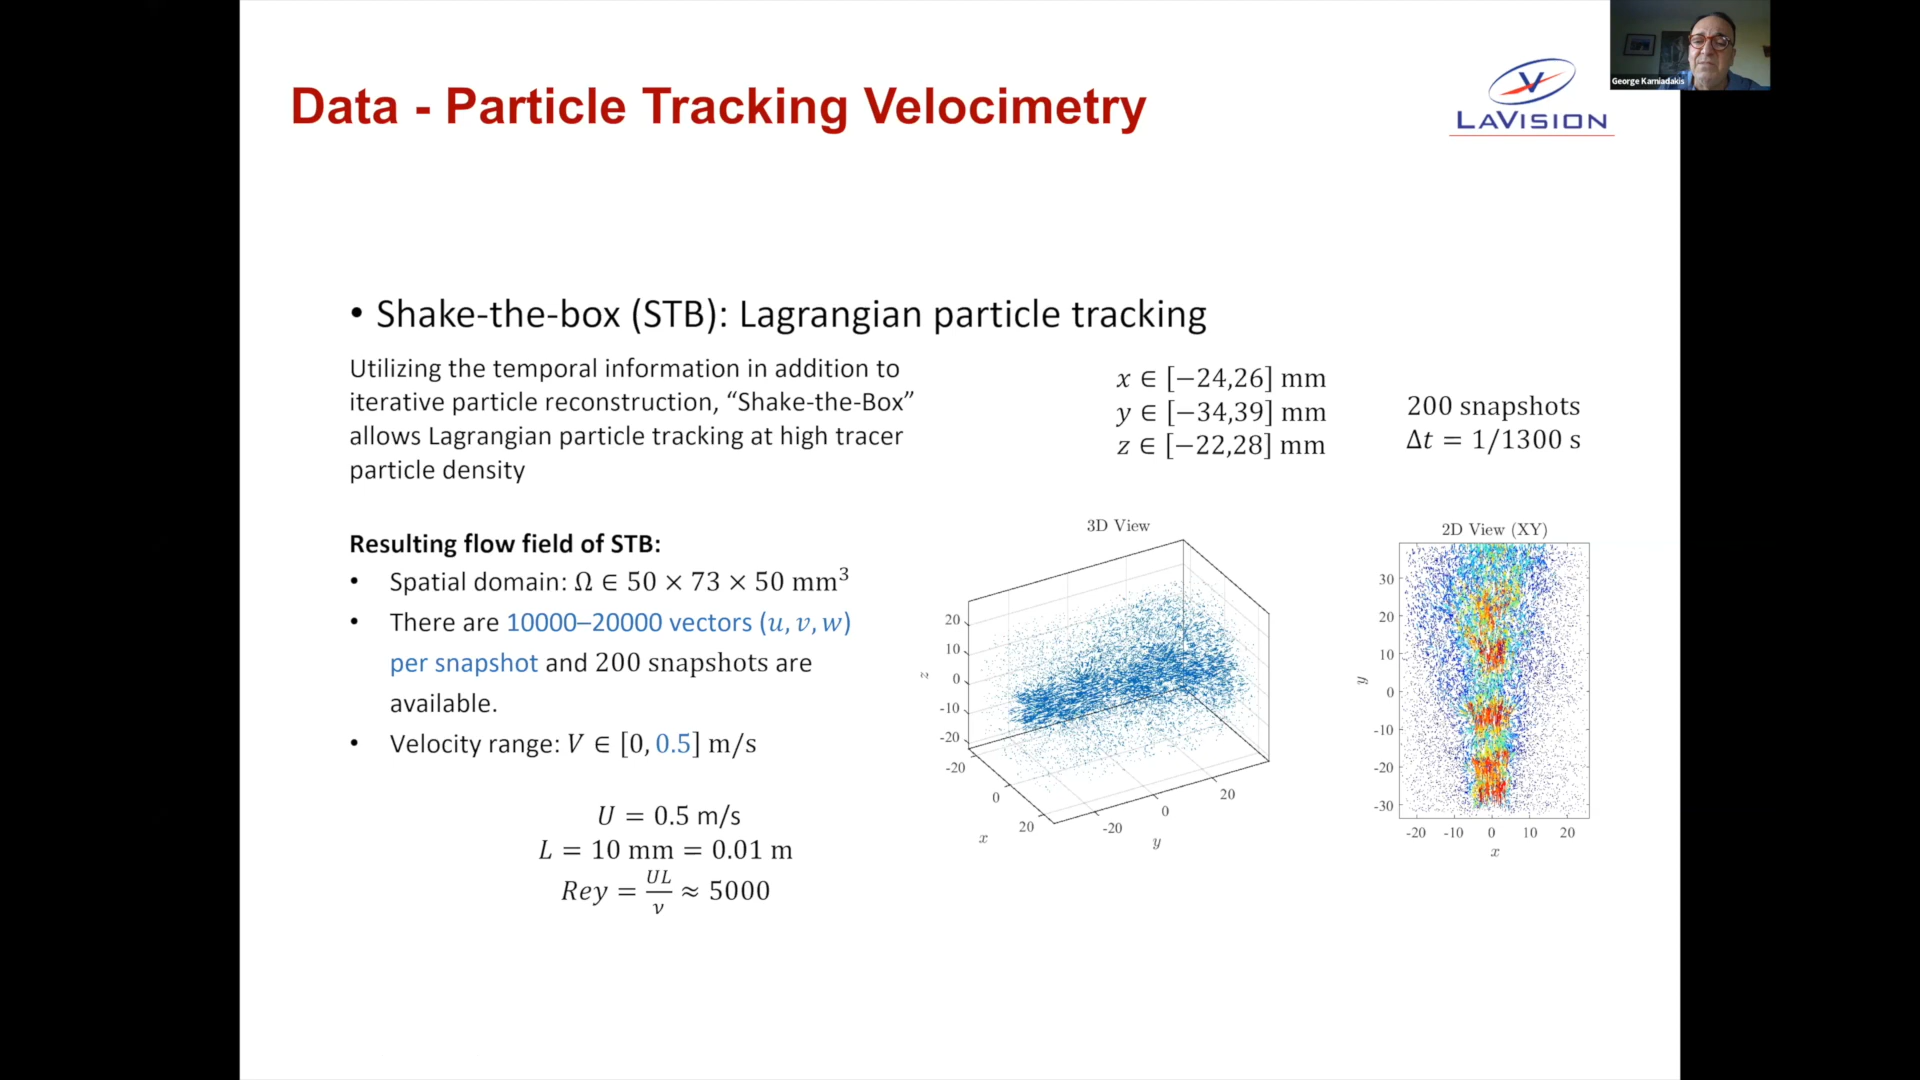 Data - Particle Tracking Velocimetry
LAVISION
George Karniadakis
• Shake-the-box (STB): Lagrangian particle tracking
Utilizing the temporal information in addition to
iterative particle reconstruction, “Shake-the-Box”
allows Lagrangian particle tracking at high tracer
particle density
x ∈ [−24,26] mm
y ∈ [−34,39] mm
z ∈ [−22,28] mm
200 snapshots
Δt = 1/1300 s
Resulting flow field of STB:
• Spatial domain: Ω ∈ 50 × 73 × 50 mm³
• There are 10000–20000 vectors (u, v, w)
per snapshot and 200 snapshots are
available.
• Velocity range: V ∈ [0, 0.5] m/s
U = 0.5 m/s
L = 10 mm = 0.01 m
Rey = UL/ν ≈ 5000
3D View
20
10
0
-10
-20
z
-20
0
20
x
-20
0
20
y
2D View (XY)
30
20
10
0
-10
-20
-30
y
-20 -10 0 10 20
x